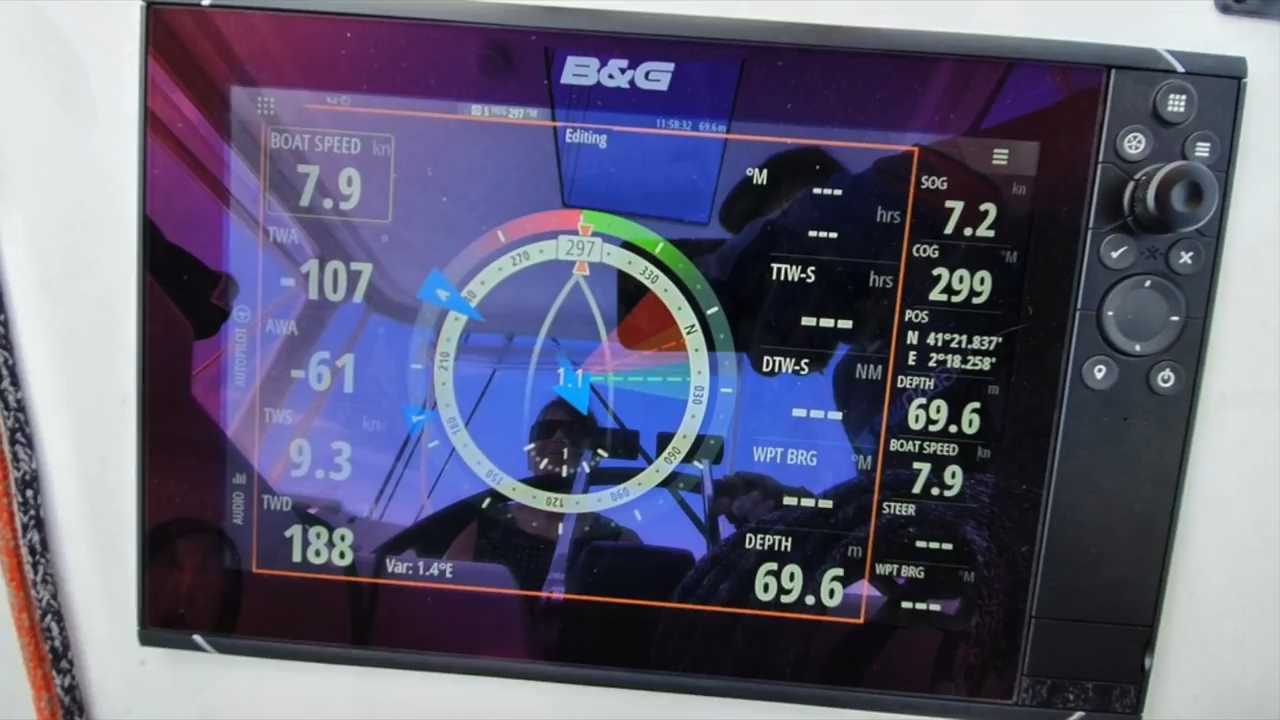 B&G
297 °M
11:58:32 69.6 m
Editing
BOAT SPEED kn
7.9
TWA
-107
AWA
-61
TWS kn
9.3
TWD
188
AUTOPILOT
AUDIO
Var: 1.4°E
297
270
330
N
030
060
090
120
150
180
210
A
T
1.1
1
°M
---
hrs
---
TTW-S hrs
---
DTW-S NM
---
WPT BRG °M
---
DEPTH m
69.6
SOG kn
7.2
COG °M
299
POS
N 41°21.837'
E 2°18.258'
DEPTH m
69.6
BOAT SPEED kn
7.9
STEER
---
WPT BRG °M
---